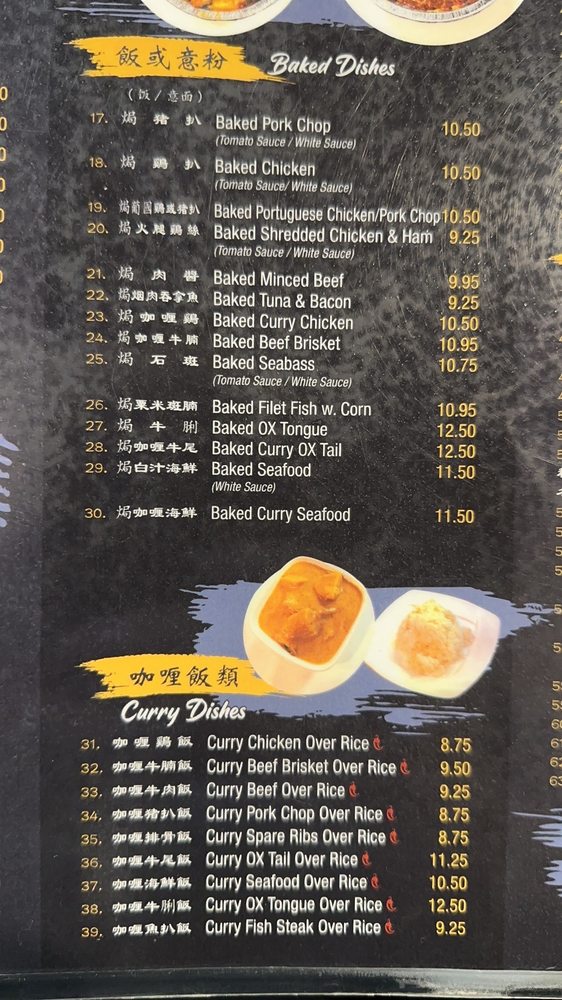 飯或意粉 Baked Dishes
(饭/意面)
17. 焗豬扒 Baked Pork Chop 10.50
(Tomato Sauce / White Sauce)
18. 焗鷄扒 Baked Chicken 10.50
(Tomato Sauce/ White Sauce)
19. 焗葡國鷄或豬扒 Baked Portuguese Chicken/Pork Chop 10.50
20. 焗火腿鷄絲 Baked Shredded Chicken & Ham 9.25
(Tomato Sauce / White Sauce)
21. 焗肉醬 Baked Minced Beef 9.95
22. 焗烟肉吞拿魚 Baked Tuna & Bacon 9.25
23. 焗咖喱鷄 Baked Curry Chicken 10.50
24. 焗咖喱牛腩 Baked Beef Brisket 10.95
25. 焗石斑 Baked Seabass 10.75
(Tomato Sauce / White Sauce)
26. 焗粟米斑腩 Baked Filet Fish w. Corn 10.95
27. 焗牛脷 Baked OX Tongue 12.50
28. 焗咖喱牛尾 Baked Curry OX Tail 12.50
29. 焗白汁海鮮 Baked Seafood 11.50
(White Sauce)
30. 焗咖喱海鮮 Baked Curry Seafood 11.50
咖喱飯類
Curry Dishes
31. 咖喱鷄飯 Curry Chicken Over Rice 8.75
32. 咖喱牛腩飯 Curry Beef Brisket Over Rice 9.50
33. 咖喱牛肉飯 Curry Beef Over Rice 9.25
34. 咖喱豬扒飯 Curry Pork Chop Over Rice 8.75
35. 咖喱排骨飯 Curry Spare Ribs Over Rice 8.75
36. 咖喱牛尾飯 Curry OX Tail Over Rice 11.25
37. 咖喱海鮮飯 Curry Seafood Over Rice 10.50
38. 咖喱牛脷飯 Curry OX Tongue Over Rice 12.50
39. 咖喱魚扒飯 Curry Fish Steak Over Rice 9.25